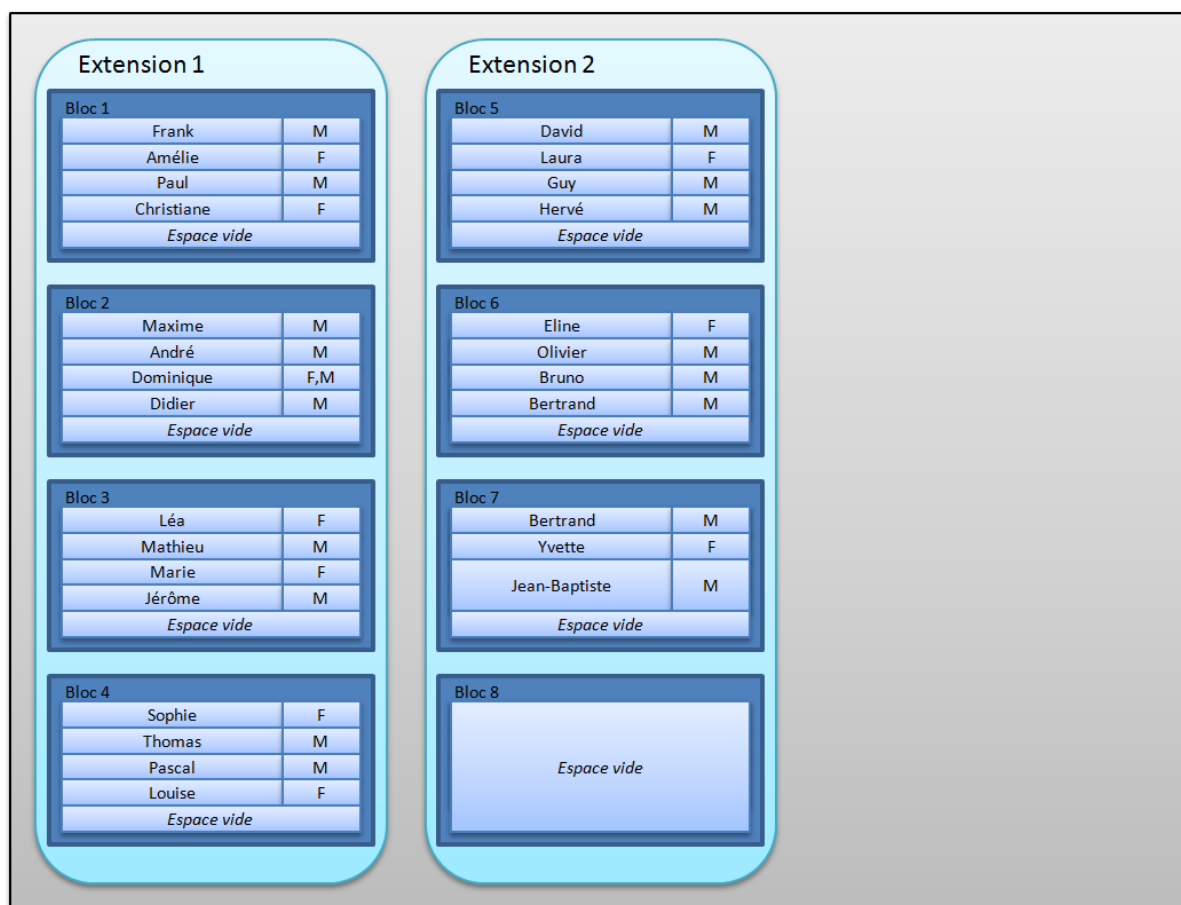 Extension 1
Bloc 1
Frank M
Amélie F
Paul M
Christiane F
Espace vide
Bloc 2
Maxime M
André M
Dominique F,M
Didier M
Espace vide
Bloc 3
Léa F
Mathieu M
Marie F
Jérôme M
Espace vide
Bloc 4
Sophie F
Thomas M
Pascal M
Louise F
Espace vide
Extension 2
Bloc 5
David M
Laura F
Guy M
Hervé M
Espace vide
Bloc 6
Eline F
Olivier M
Bruno M
Bertrand M
Espace vide
Bloc 7
Bertrand M
Yvette F
Jean-Baptiste M
Espace vide
Bloc 8
Espace vide